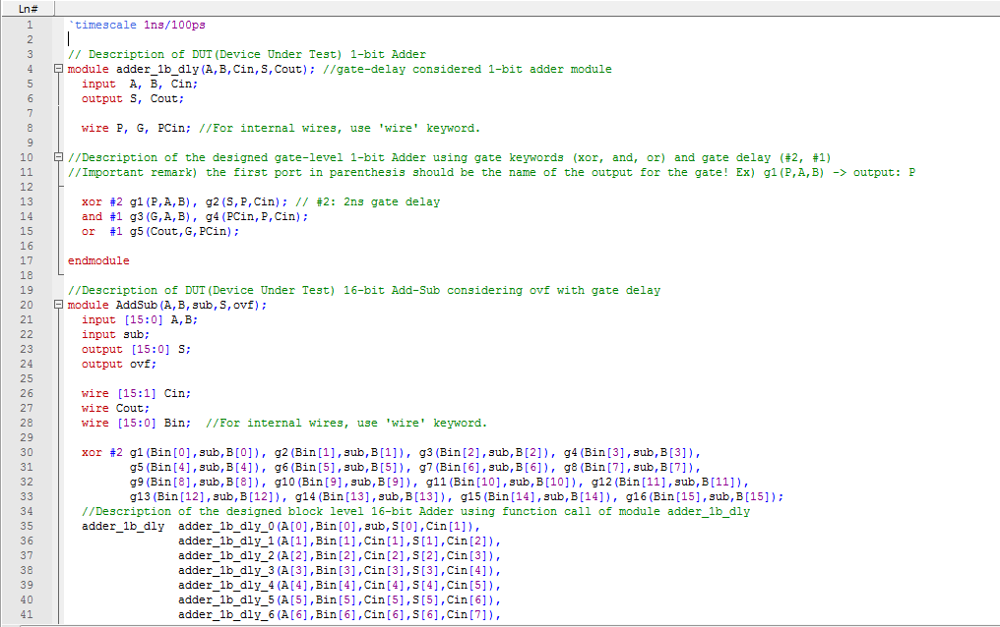 Ln#
1 `timescale 1ns/100ps
2
3 // Description of DUT(Device Under Test) 1-bit Adder
4 module adder_1b_dly(A,B,Cin,S,Cout); //gate-delay considered 1-bit adder module
5 input  A, B, Cin;
6 output S, Cout;
7
8 wire P, G, PCin; //For internal wires, use 'wire' keyword.
9
10 //Description of the designed gate-level 1-bit Adder using gate keywords (xor, and, or) and gate delay (#2, #1)
11 //Important remark) the first port in parenthesis should be the name of the output for the gate! Ex) g1(P,A,B) -> output: P
12
13 xor #2 g1(P,A,B), g2(S,P,Cin); // #2: 2ns gate delay
14 and #1 g3(G,A,B), g4(PCin,P,Cin);
15 or  #1 g5(Cout,G,PCin);
16
17 endmodule
18
19 //Description of DUT(Device Under Test) 16-bit Add-Sub considering ovf with gate delay
20 module AddSub(A,B,sub,S,ovf);
21 input [15:0] A,B;
22 input sub;
23 output [15:0] S;
24 output ovf;
25
26 wire [15:1] Cin;
27 wire Cout;
28 wire [15:0] Bin;  //For internal wires, use 'wire' keyword.
29
30 xor #2 g1(Bin[0],sub,B[0]), g2(Bin[1],sub,B[1]), g3(Bin[2],sub,B[2]), g4(Bin[3],sub,B[3]),
31 g5(Bin[4],sub,B[4]), g6(Bin[5],sub,B[5]), g7(Bin[6],sub,B[6]), g8(Bin[7],sub,B[7]),
32 g9(Bin[8],sub,B[8]), g10(Bin[9],sub,B[9]), g11(Bin[10],sub,B[10]), g12(Bin[11],sub,B[11]),
33 g13(Bin[12],sub,B[12]), g14(Bin[13],sub,B[13]), g15(Bin[14],sub,B[14]), g16(Bin[15],sub,B[15]);
34 //Description of the designed block level 16-bit Adder using function call of module adder_1b_dly
35 adder_1b_dly  adder_1b_dly_0(A[0],Bin[0],sub,S[0],Cin[1]),
36 adder_1b_dly_1(A[1],Bin[1],Cin[1],S[1],Cin[2]),
37 adder_1b_dly_2(A[2],Bin[2],Cin[2],S[2],Cin[3]),
38 adder_1b_dly_3(A[3],Bin[3],Cin[3],S[3],Cin[4]),
39 adder_1b_dly_4(A[4],Bin[4],Cin[4],S[4],Cin[5]),
40 adder_1b_dly_5(A[5],Bin[5],Cin[5],S[5],Cin[6]),
41 adder_1b_dly_6(A[6],Bin[6],Cin[6],S[6],Cin[7]),